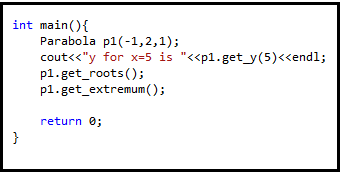 int main(){
    Parabola p1(-1,2,1);
    cout<<"y for x=5 is "<<p1.get_y(5)<<endl;
    p1.get_roots();
    p1.get_extremum();

    return 0;
}